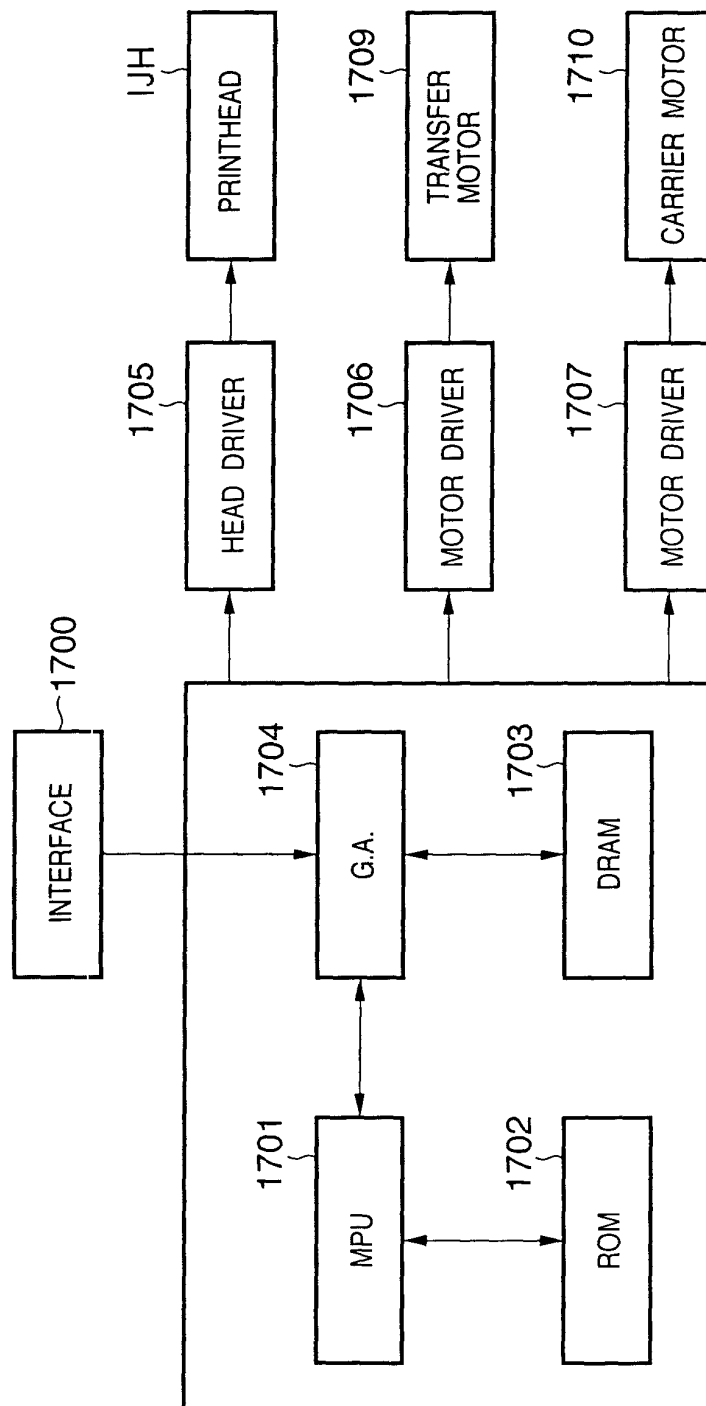 1700
INTERFACE
1701
MPU
1704
G.A.
1702
ROM
1703
DRAM
1705
HEAD DRIVER
IJH
PRINTHEAD
1706
MOTOR DRIVER
1709
TRANSFER
MOTOR
1707
MOTOR DRIVER
1710
CARRIER MOTOR